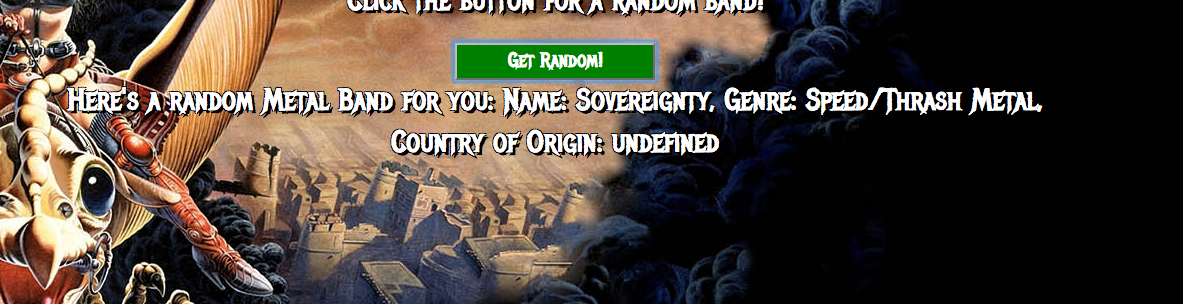 Click the button for a random band!
Get Random!
Here's a random Metal Band for you: Name: Sovereignty, Genre: Speed/Thrash Metal,
Country of Origin: undefined